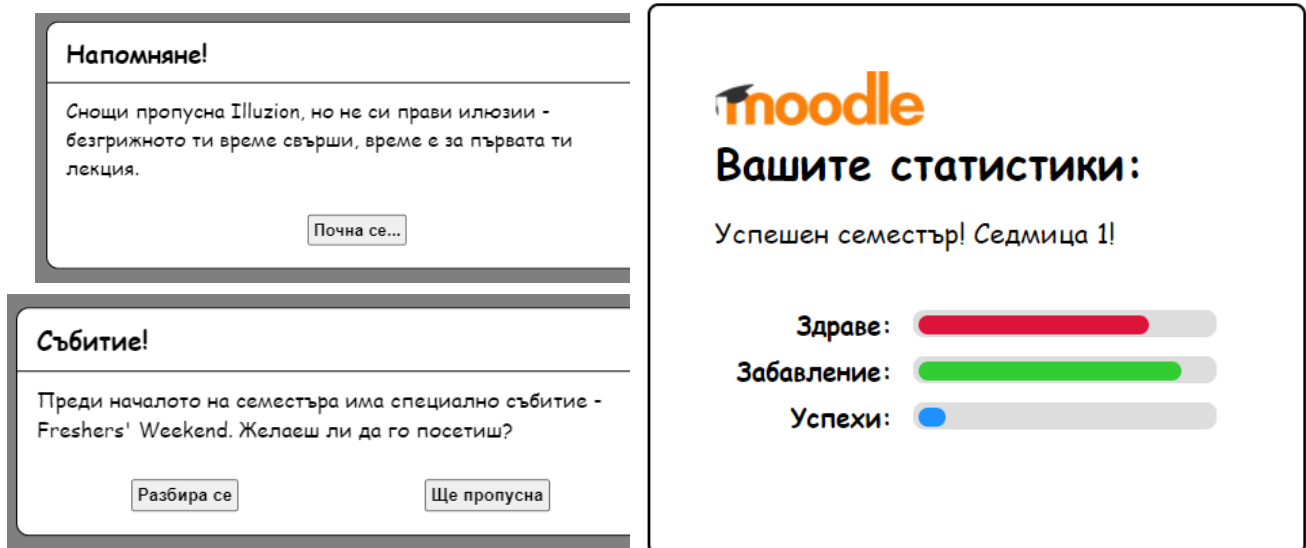 Напомняне!
Снощи пропусна Illuzion, но не си прави илюзии -
безгрижното ти време свърши, време е за първата ти
лекция.
Почна се...
Събитие!
Преди началото на семестъра има специално събитие -
Freshers' Weekend. Желаеш ли да го посетиш?
Разбира се
Ще пропусна
moodle
Вашите статистики:
Успешен семестър! Седмица 1!
Здраве:
Забавление:
Успехи: